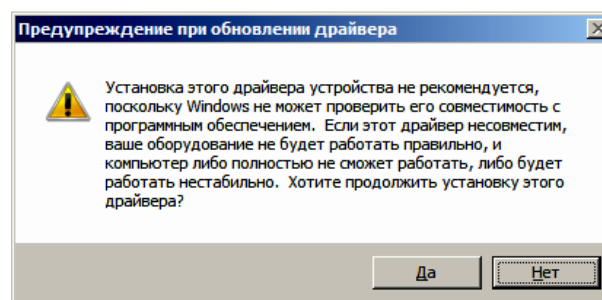 Предупреждение при обновлении драйвера
Установка этого драйвера устройства не рекомендуется,
поскольку Windows не может проверить его совместимость с
программным обеспечением.  Если этот драйвер несовместим,
ваше оборудование не будет работать правильно, и
компьютер либо полностью не сможет работать, либо будет
работать нестабильно.  Хотите продолжить установку этого
драйвера?
Да
Нет